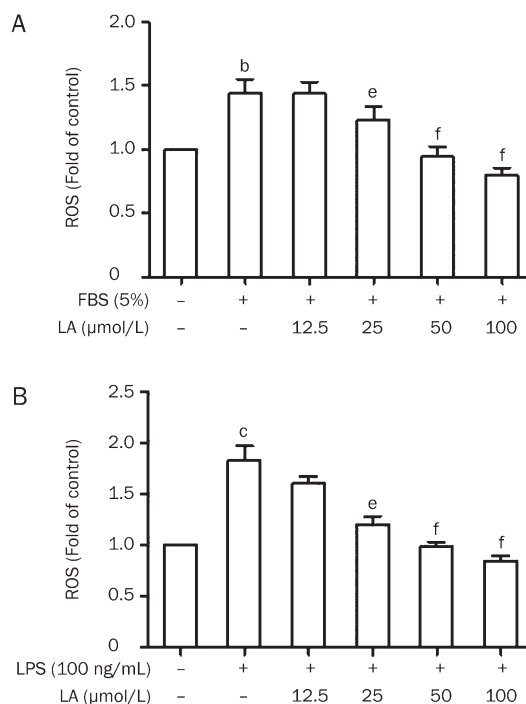 A
2.0
b
1.5
e
f
f
1.0
0.5
0
ROS (Fold of control)
FBS (5%) – + + + + +
LA (μmol/L) – – 12.5 25 50 100
B
2.5
c
2.0
1.5
e
f
f
1.0
0.5
0
ROS (Fold of control)
LPS (100 ng/mL) – + + + + +
LA (μmol/L) – – 12.5 25 50 100